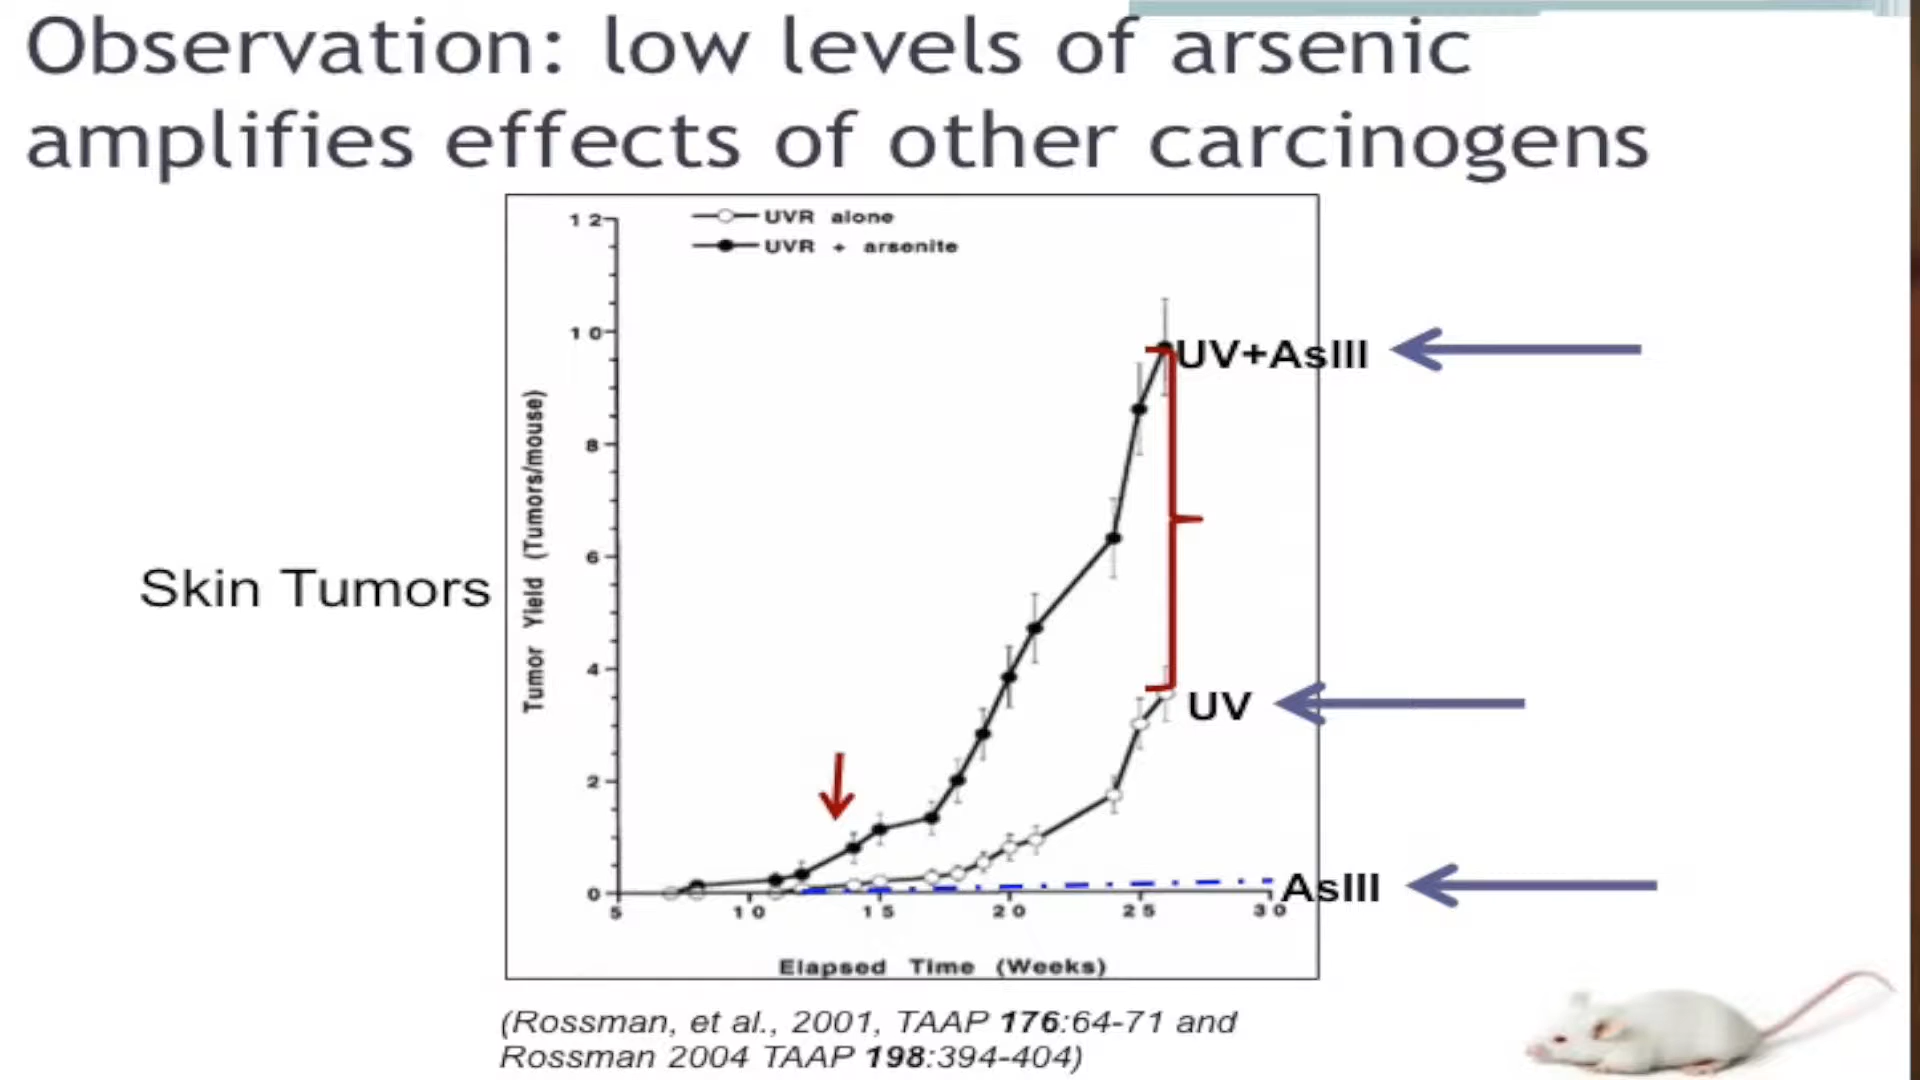 Observation: low levels of arsenic
amplifies effects of other carcinogens
UVR alone
UVR + arsenite
12
10
8
6
4
2
0
5
10
15
20
25
30
Tumor Yield (Tumors/mouse)
Elapsed Time (Weeks)
Skin Tumors
UV+AsIII
UV
AsIII
(Rossman, et al., 2001, TAAP 176:64-71 and
Rossman 2004 TAAP 198:394-404)